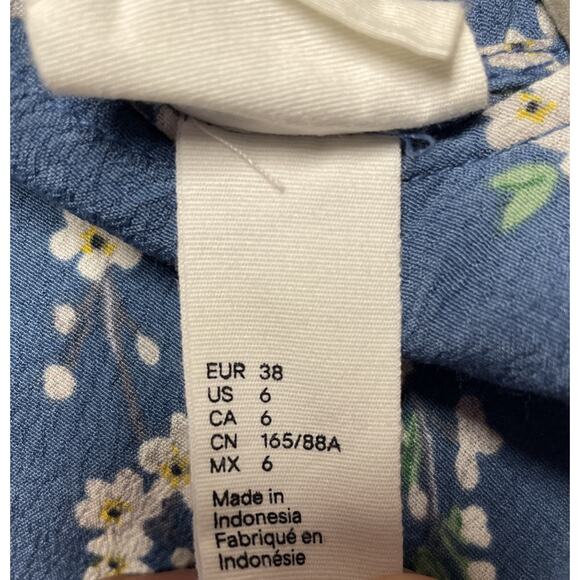 EUR 38
US 6
CA 6
CN 165/88A
MX 6
Made in
Indonesia
Fabriqué en
Indonésie